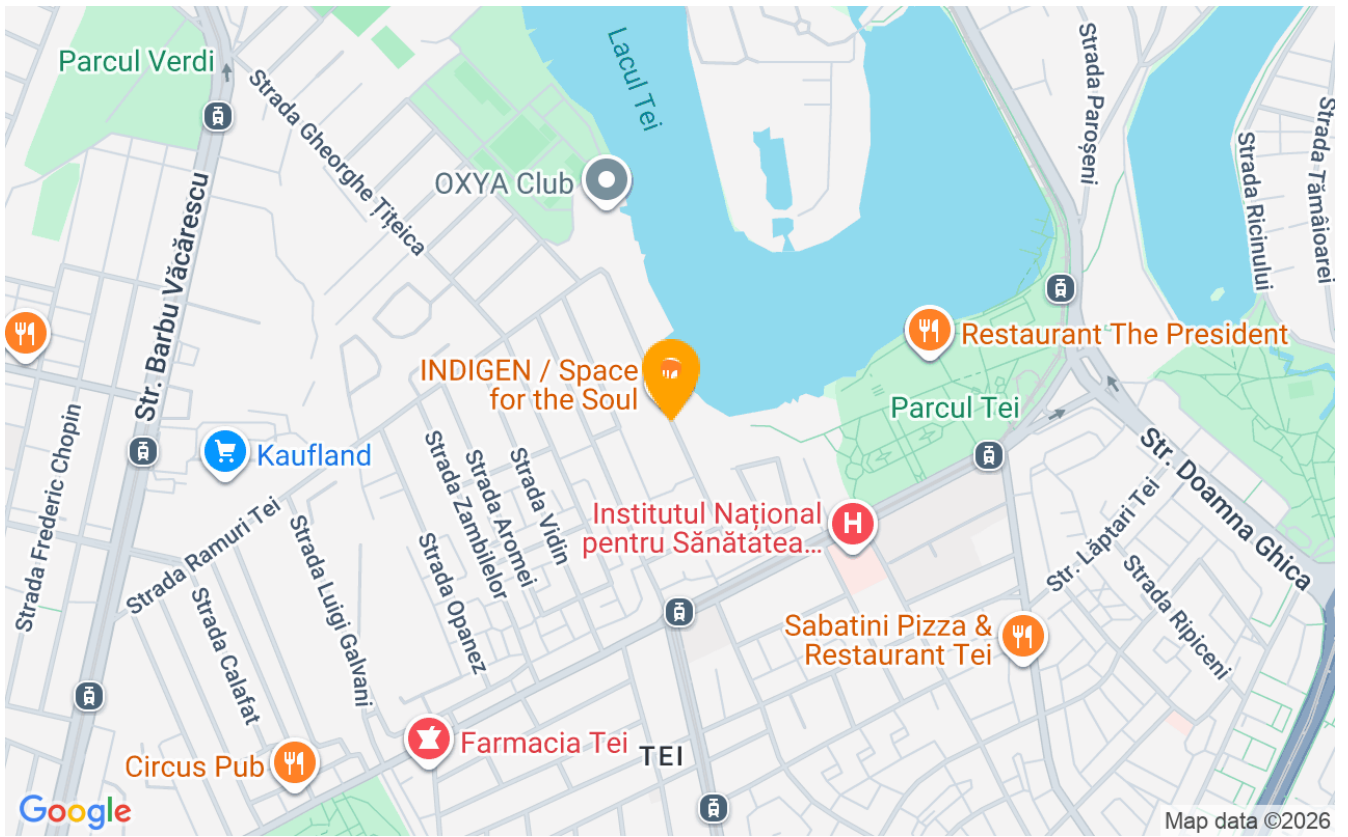 Parcul Verdi
Strada Gheorghe Țițeica
Lacul Tei
Strada Paroșeni
Strada Ricinului
Strada Tămâioarei
OXYA Club
Str. Barbu Văcărescu
Restaurant The President
INDIGEN / Space
for the Soul
Parcul Tei
Strada Frederic Chopin
Kaufland
Strada Zambilelor
Strada Aromei
Strada Vidin
Str. Doamna Ghica
Institutul Național
pentru Sănătatea...
H
Strada Ramuri Tei
Strada Luigi Galvani
Strada Opanez
Str. Lăptari Tei
Strada Ripiceni
Strada Calafat
Sabatini Pizza &
Restaurant Tei
Farmacia Tei
TEI
Circus Pub
Google
Map data ©2026